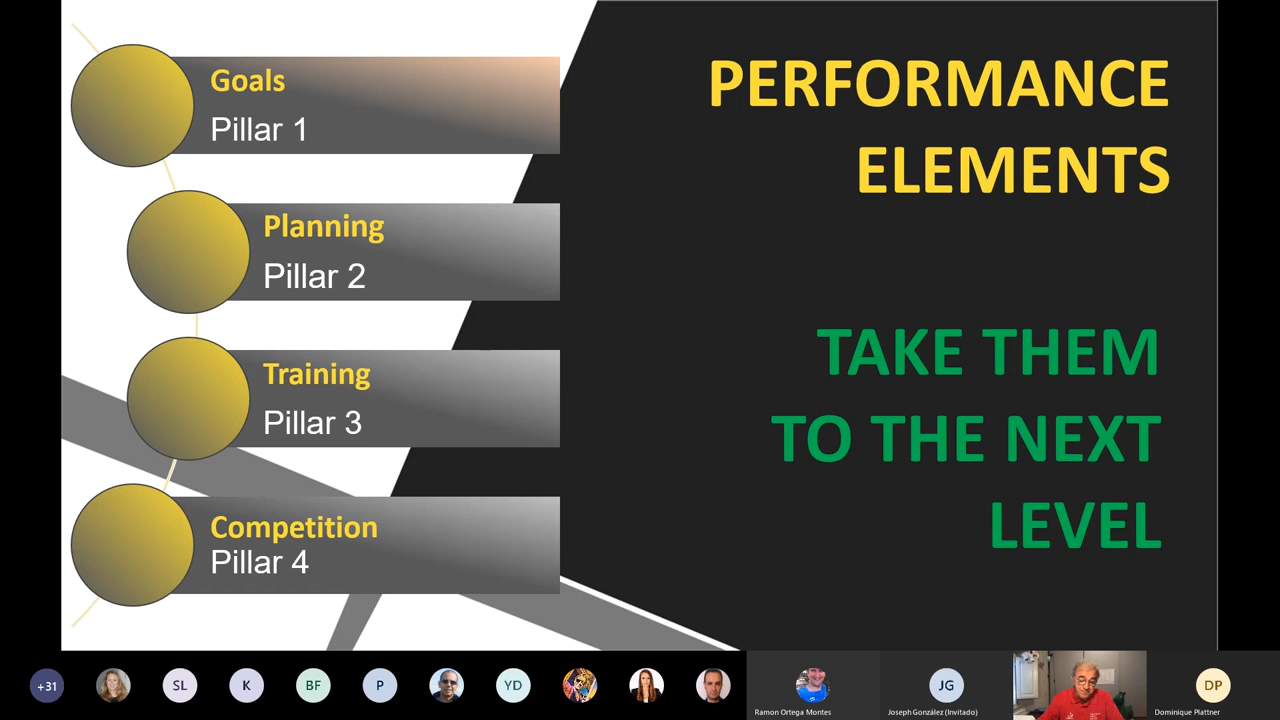 Goals
Pillar 1
Planning
Pillar 2
Training
Pillar 3
Competition
Pillar 4
PERFORMANCE
ELEMENTS
TAKE THEM
TO THE NEXT
LEVEL
+31
SL
K
BF
P
YD
Ramon Ortega Montes
JG
Joseph González (Invitado)
DP
Dominique Plattner